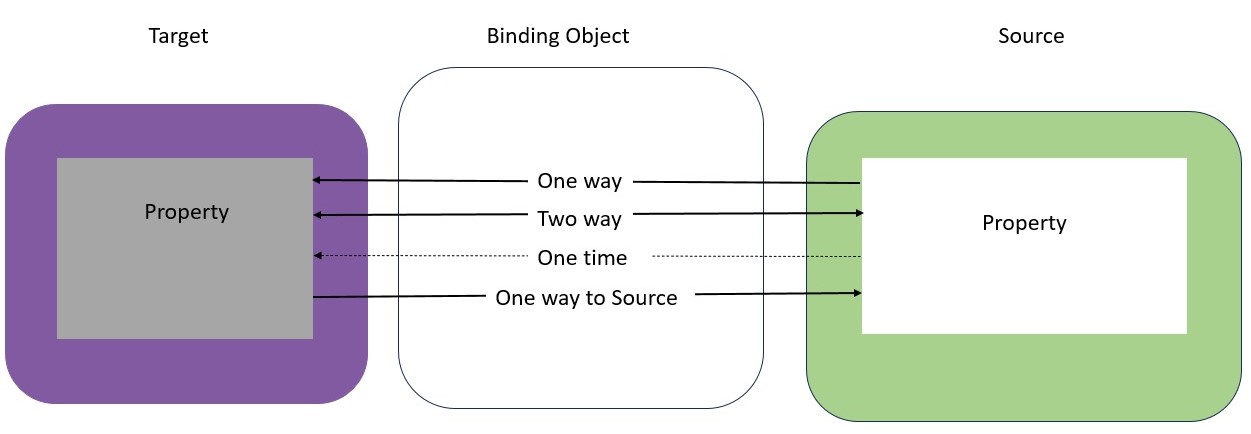 Target
Binding Object
Source
One way
Property
Two way
Property
One time
One way to Source